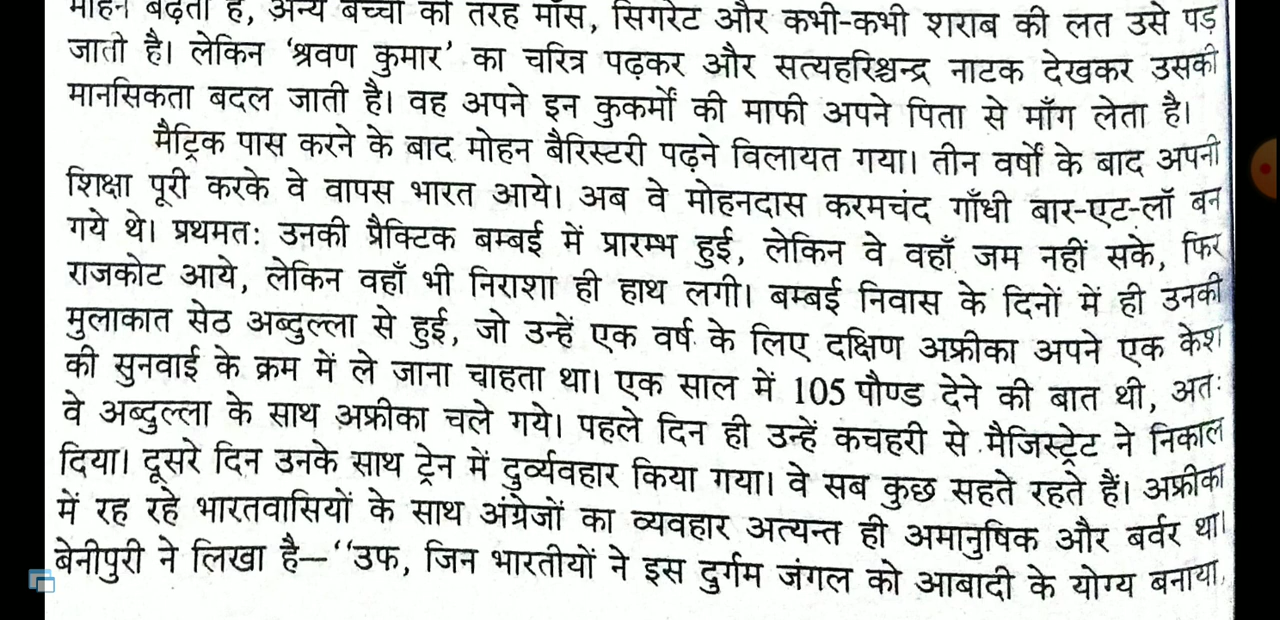 मोहन बढ़ता है, अन्य बच्चों की तरह माँस, सिगरेट और कभी-कभी शराब की लत उसे पड़
जाती है। लेकिन ‘श्रवण कुमार’ का चरित्र पढ़कर और सत्यहरिश्चन्द्र नाटक देखकर उसकी
मानसिकता बदल जाती है। वह अपने इन कुकर्मों की माफी अपने पिता से माँग लेता है।
मैट्रिक पास करने के बाद मोहन बैरिस्टरी पढ़ने विलायत गया। तीन वर्षों के बाद अपनी
शिक्षा पूरी करके वे वापस भारत आये। अब वे मोहनदास करमचंद गाँधी बार-एट-लॉ बन
गये थे। प्रथमतः उनकी प्रैक्टिक बम्बई में प्रारम्भ हुई, लेकिन वे वहाँ जम नहीं सके, फिर
राजकोट आये, लेकिन वहाँ भी निराशा ही हाथ लगी। बम्बई निवास के दिनों में ही उनकी
मुलाकात सेठ अब्दुल्ला से हुई, जो उन्हें एक वर्ष के लिए दक्षिण अफ्रीका अपने एक केश
की सुनवाई के क्रम में ले जाना चाहता था। एक साल में 105 पौण्ड देने की बात थी, अतः
वे अब्दुल्ला के साथ अफ्रीका चले गये। पहले दिन ही उन्हें कचहरी से मैजिस्ट्रेट ने निकाल
दिया। दूसरे दिन उनके साथ ट्रेन में दुर्व्यवहार किया गया। वे सब कुछ सहते रहते हैं। अफ्रीका
में रह रहे भारतवासियों के साथ अंग्रेजों का व्यवहार अत्यन्त ही अमानुषिक और बर्वर था।
बेनीपुरी ने लिखा है—‘‘उफ, जिन भारतीयों ने इस दुर्गम जंगल को आबादी के योग्य बनाया,